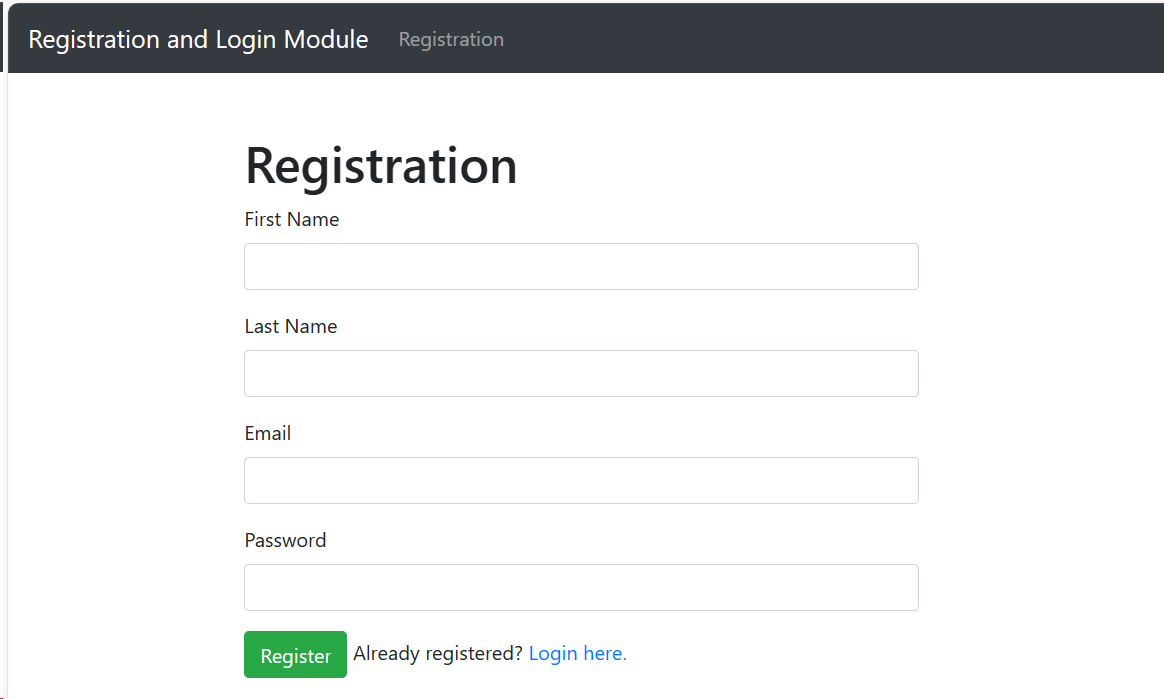 Registration and Login Module Registration
Registration
First Name
Last Name
Email
Password
Register Already registered? Login here.